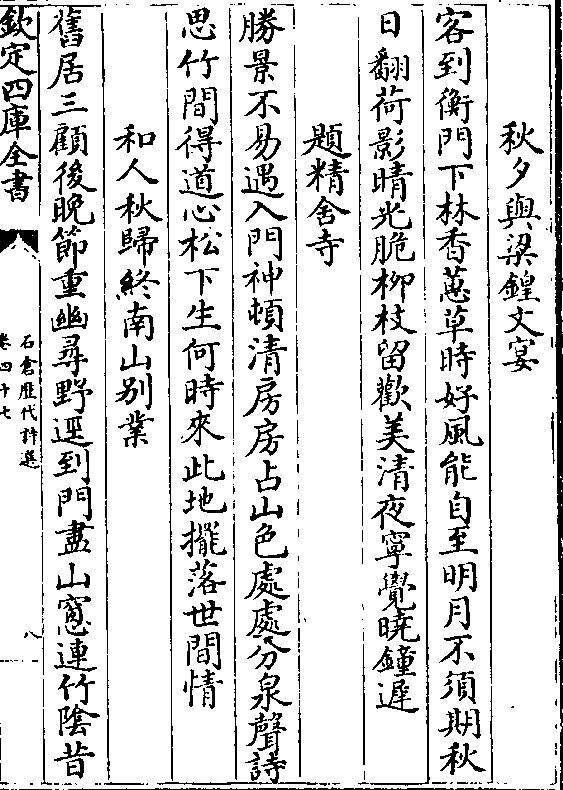 秋夕與梁鍠文宴
客到衡門下林香蕙草時好風能自至明月不須期秋
日翻荷影晴光脆柳枝留歡美清夜寧覺曉鐘遲
題精舍寺
勝景不易遇入門神頓清房房占山色處處分泉聲詩
思竹間得道心松下生何時來此地擺落世間情
和人秋歸終南山别業
舊居三顧後晚節重幽尋野逕到門盡山窻連竹陰昔
欽定四庫全書
石倉歷代詩選
卷四十七
八